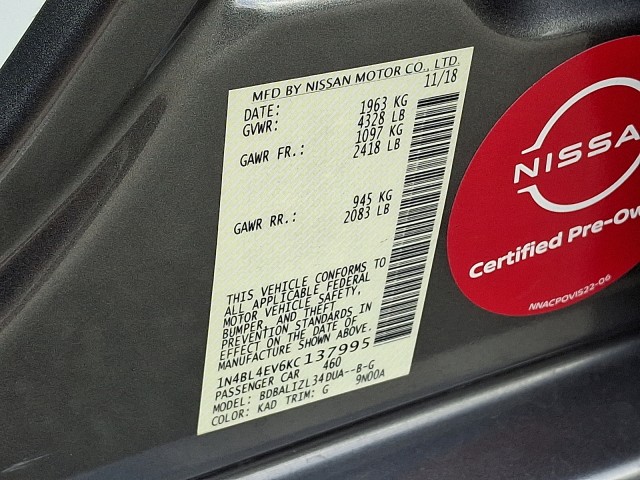 MFD BY NISSAN MOTOR CO., LTD.
DATE: 11/18
GVWR: 1963 KG
4328 LB
GAWR FR.: 1097 KG
2418 LB
GAWR RR.: 945 KG
2083 LB
THIS VEHICLE CONFORMS TO
ALL APPLICABLE FEDERAL
MOTOR VEHICLE SAFETY,
BUMPER, AND THEFT
PREVENTION STANDARDS IN
EFFECT ON THE DATE OF
MANUFACTURE SHOWN ABOVE.
1N4BL4EV6KC137995
PASSENGER CAR 460
MODEL: BDBALIZL34DUA--B-G
COLOR: KAD TRIM: G 9N00A
NISSA
Certified Pre-Ow
NNACPOVIS22-06